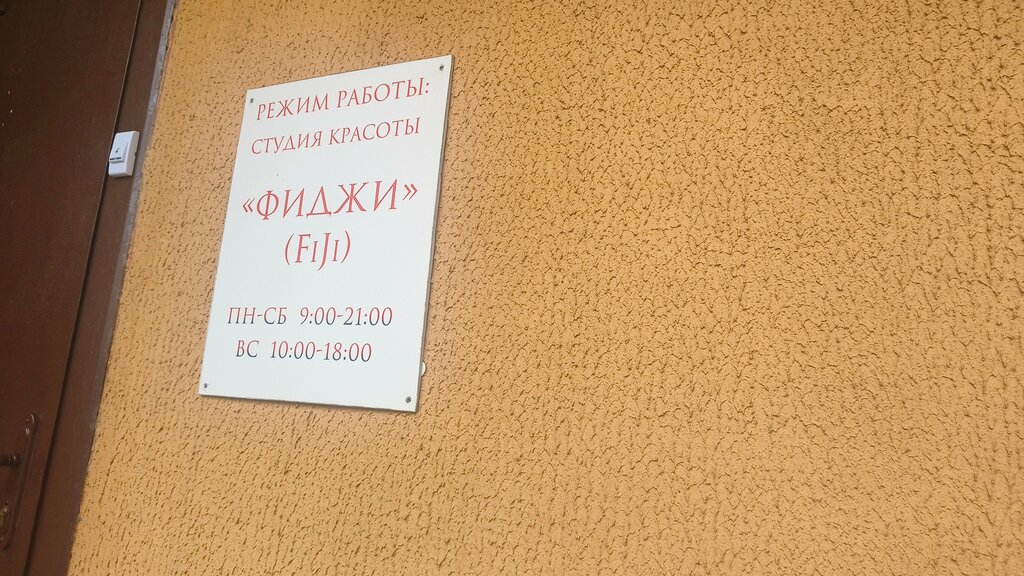 РЕЖИМ РАБОТЫ:
СТУДИЯ КРАСОТЫ
«ФИДЖИ»
(FIJI)
ПН-СБ 9:00-21:00
ВС 10:00-18:00